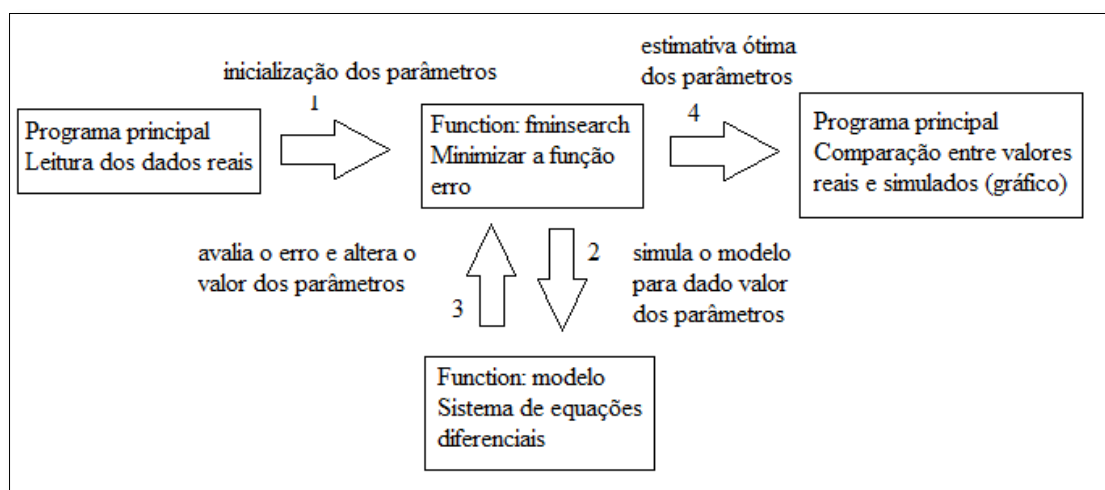 inicialização dos parâmetros
1
Programa principal
Leitura dos dados reais
Function: fminsearch
Minimizar a função
erro
estimativa ótima
dos parâmetros
4
Programa principal
Comparação entre valores
reais e simulados (gráfico)
avalia o erro e altera o
valor dos parâmetros
3
2
simula o modelo
para dado valor
dos parâmetros
Function: modelo
Sistema de equações
diferenciais